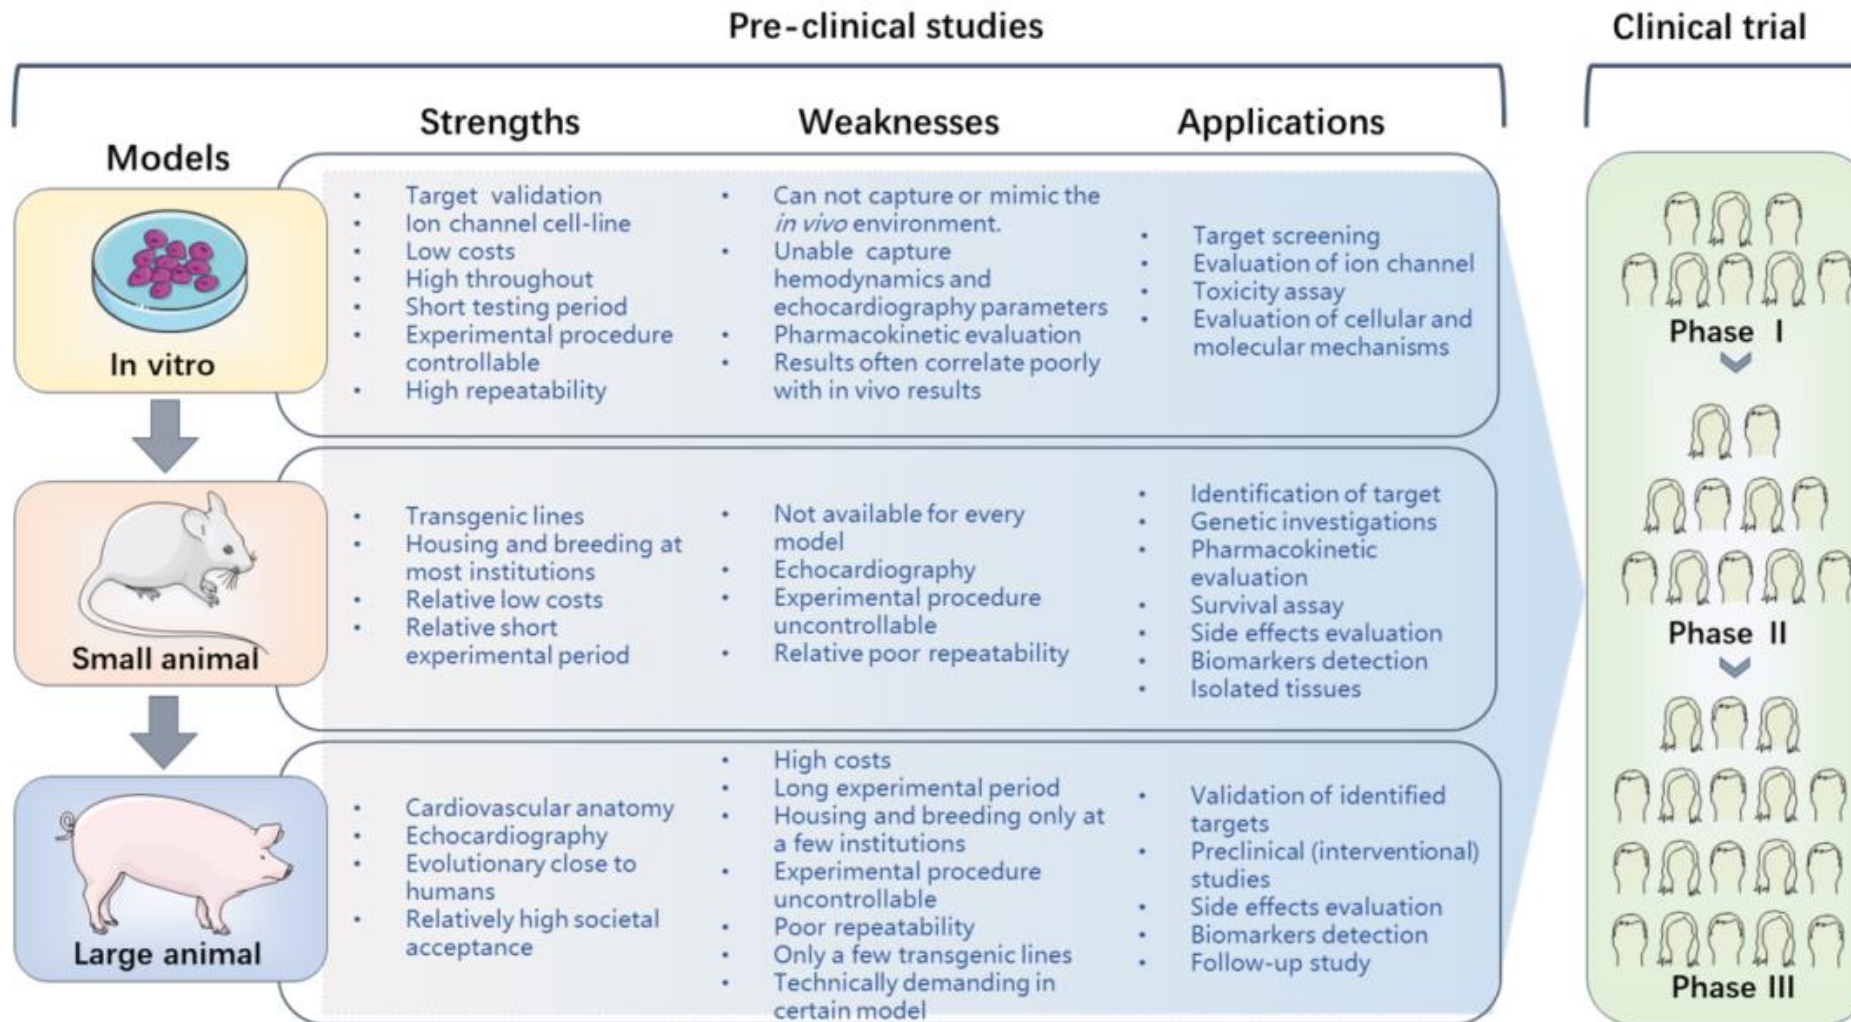 Pre-clinical studies
Clinical trial
Models
Strengths
Weaknesses
Applications
In vitro
• Target validation
• Ion channel cell-line
• Low costs
• High throughout
• Short testing period
• Experimental procedure
controllable
• High repeatability
• Can not capture or mimic the
in vivo environment.
• Unable capture
hemodynamics and
echocardiography parameters
• Pharmacokinetic evaluation
• Results often correlate poorly
with in vivo results
• Target screening
• Evaluation of ion channel
• Toxicity assay
• Evaluation of cellular and
molecular mechanisms
Small animal
• Transgenic lines
• Housing and breeding at
most institutions
• Relative low costs
• Relative short
experimental period
• Not available for every
model
• Echocardiography
• Experimental procedure
uncontrollable
• Relative poor repeatability
• Identification of target
• Genetic investigations
• Pharmacokinetic
evaluation
• Survival assay
• Side effects evaluation
• Biomarkers detection
• Isolated tissues
Large animal
• Cardiovascular anatomy
• Echocardiography
• Evolutionary close to
humans
• Relatively high societal
acceptance
• High costs
• Long experimental period
• Housing and breeding only at
a few institutions
• Experimental procedure
uncontrollable
• Poor repeatability
• Only a few transgenic lines
• Technically demanding in
certain model
• Validation of identified
targets
• Preclinical (interventional)
studies
• Side effects evaluation
• Biomarkers detection
• Follow-up study
Phase I
Phase II
Phase III